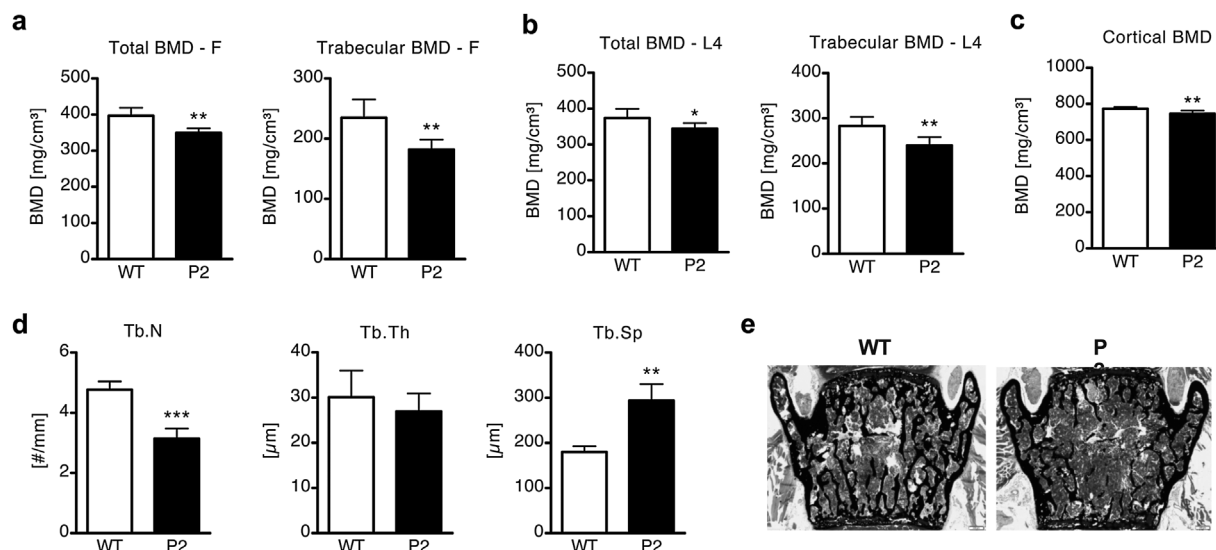 a
Total BMD - F
BMD [mg/cm³]
500
400
300
200
100
0
WT
P2
**
Trabecular BMD - F
BMD [mg/cm³]
300
200
100
0
WT
P2
**
b
Total BMD - L4
BMD [mg/cm³]
500
400
300
200
100
0
WT
P2
*
Trabecular BMD - L4
BMD [mg/cm³]
400
300
200
100
0
WT
P2
**
c
Cortical BMD
BMD [mg/cm³]
1000
800
600
400
200
0
WT
P2
**
d
Tb.N
[#/mm]
6
4
2
0
WT
P2
***
Tb.Th
[µm]
40
30
20
10
0
WT
P2
Tb.Sp
[µm]
400
300
200
100
0
WT
P2
**
e
WT
P